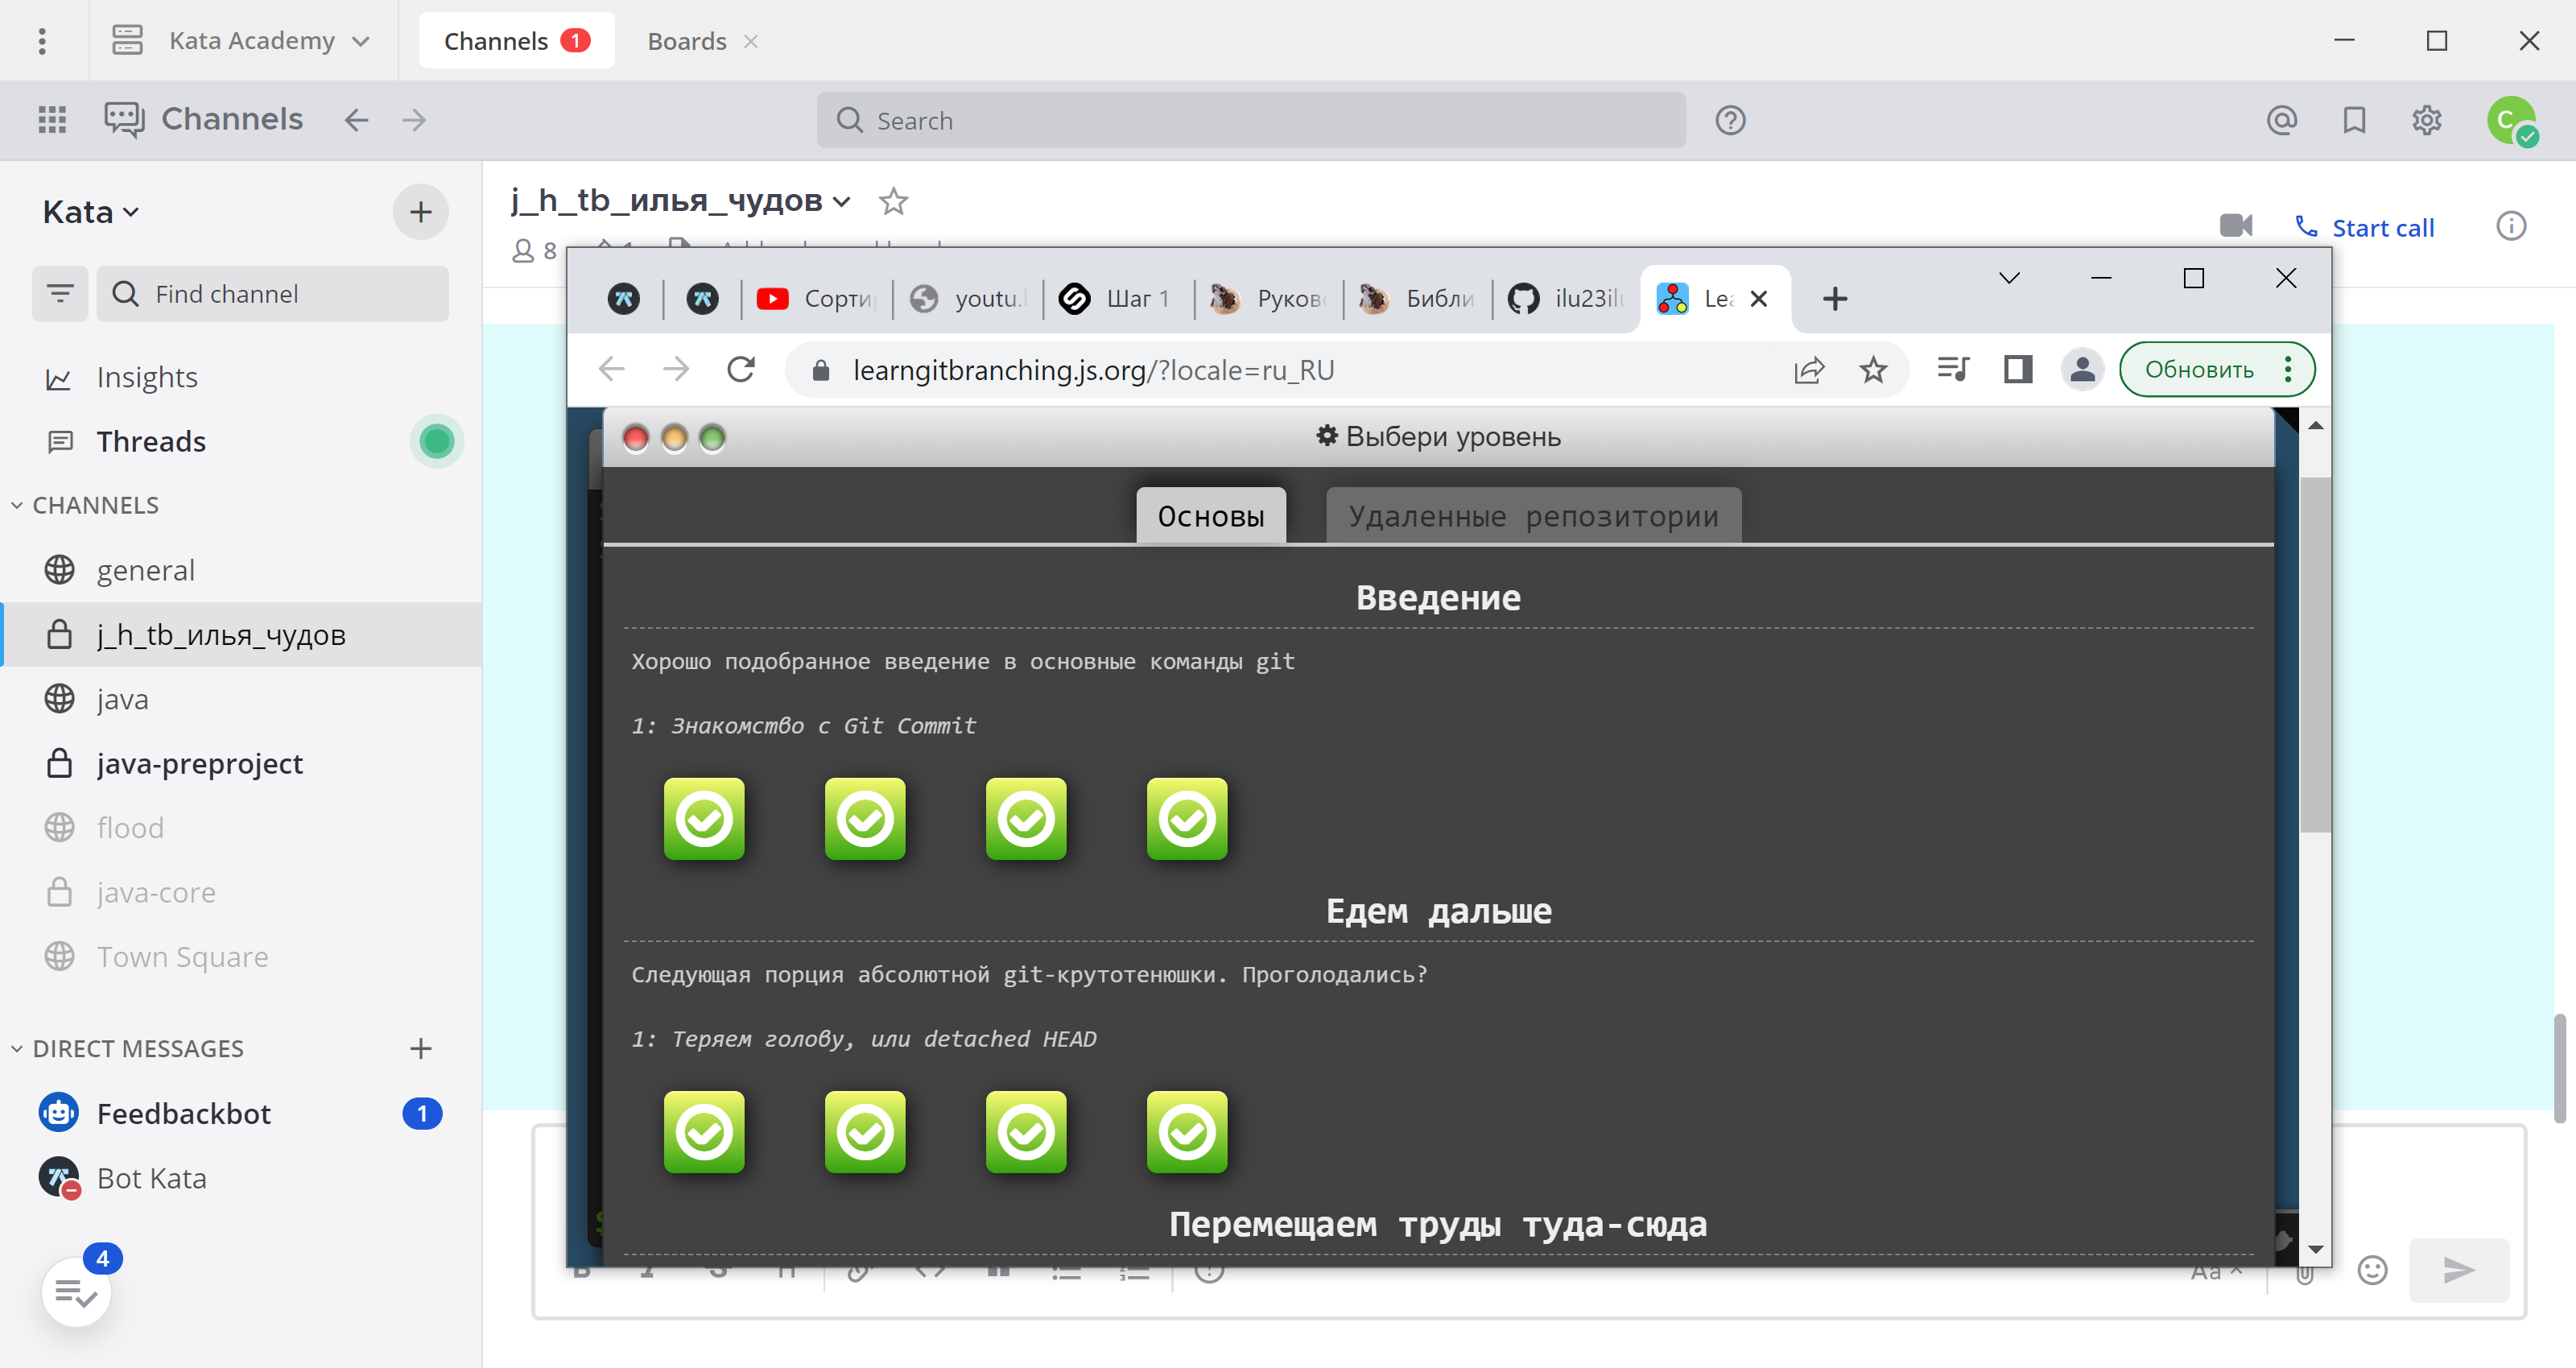 Kata Academy
Channels 1
Boards
Channels
Search
C
Kata
Find channel
Insights
Threads
CHANNELS
general
j_h_tb_илья_чудов
java
java-preproject
flood
java-core
Town Square
DIRECT MESSAGES
Feedbackbot 1
Bot Kata
4
j_h_tb_илья_чудов
8
Start call
Сорти
youtu.
Шаг 1
Руков
Библи
ilu23il
Lea
learngitbranching.js.org/?locale=ru_RU
Обновить
Выбери уровень
Основы
Удаленные репозитории
Введение
Хорошо подобранное введение в основные команды git
1: Знакомство с Git Commit
Едем дальше
Следующая порция абсолютной git-крутотенюшки. Проголодались?
1: Теряем голову, или detached HEAD
Перемещаем труды туда-сюда
Aa